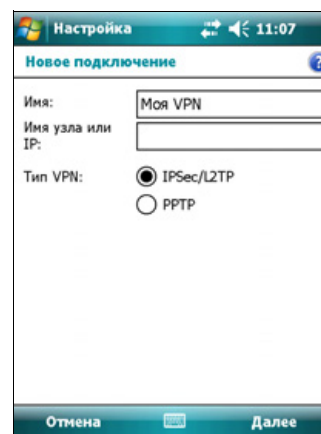 Настройка 11:07
Новое подключение ?
Имя: Моя VPN
Имя узла или
IP:
Тип VPN: IPSec/L2TP
PPTP
Отмена Далее